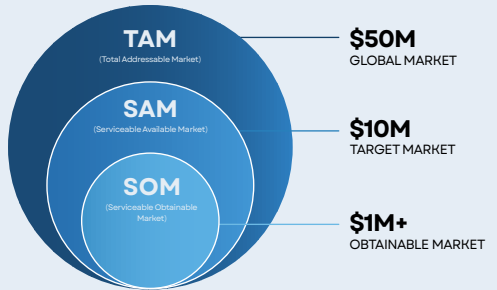 TAM
(Total Addressable Market)
$50M
GLOBAL MARKET
SAM
(Serviceable Available Market)
$10M
TARGET MARKET
SOM
(Serviceable Obtainable
Market)
$1M+
OBTAINABLE MARKET